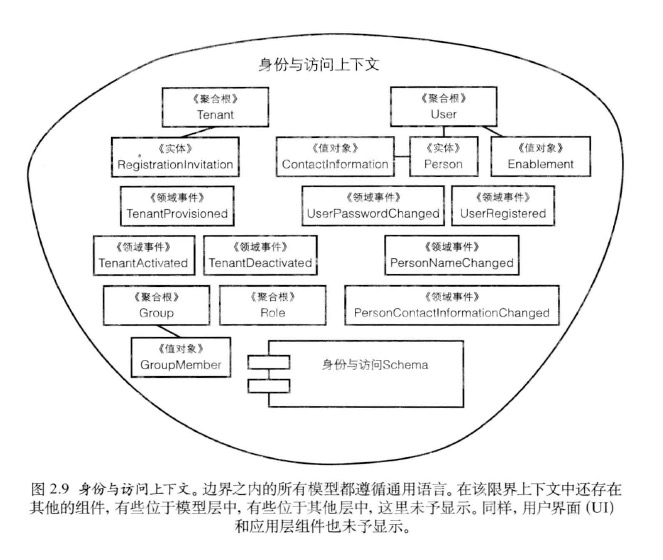 身份与访问上下文
《聚合根》
Tenant
《聚合根》
User
《实体》
RegistrationInvitation
《值对象》
ContactInformation
《实体》
Person
《值对象》
Enablement
《领域事件》
TenantProvisioned
《领域事件》
UserPasswordChanged
《领域事件》
UserRegistered
《领域事件》
TenantActivated
《领域事件》
TenantDeactivated
《领域事件》
PersonNameChanged
《聚合根》
Group
《聚合根》
Role
《领域事件》
PersonContactInformationChanged
《值对象》
GroupMember
身份与访问Schema
图 2.9 身份与访问上下文。边界之内的所有模型都遵循通用语言。在该限界上下文中还存在
其他的组件, 有些位于模型层中, 有些位于其他层中, 这里未予显示。同样, 用户界面 (UI)
和应用层组件也未予显示。